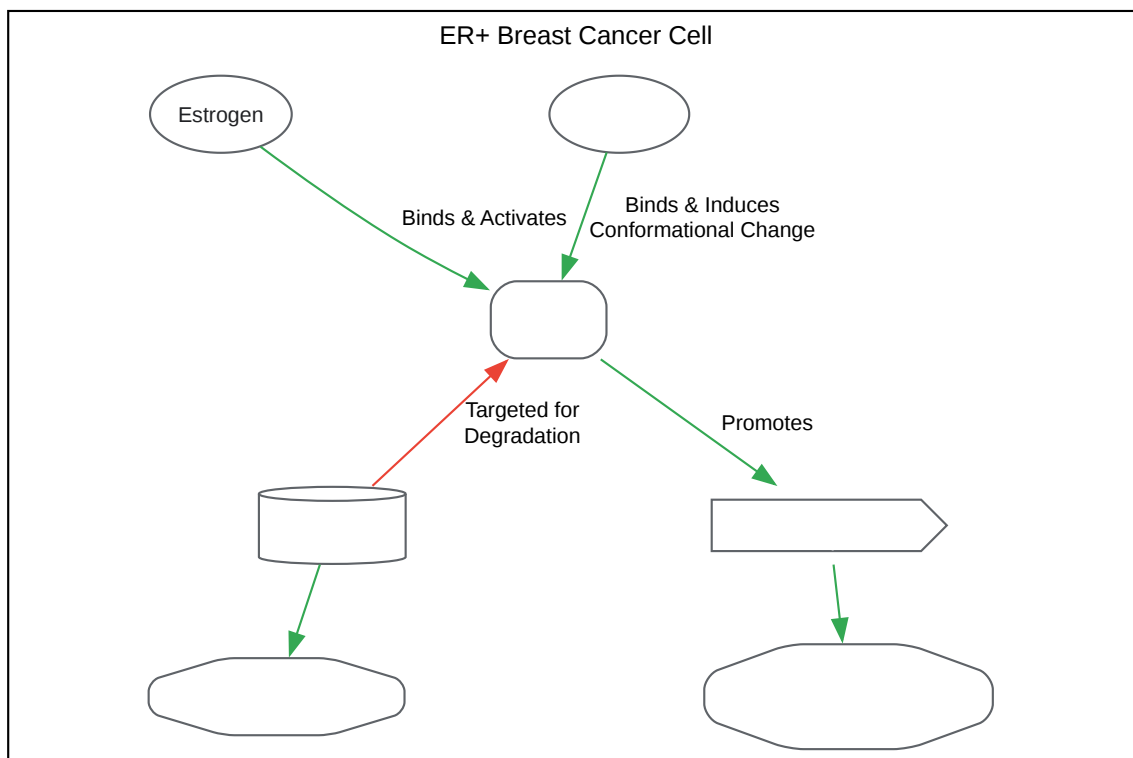 ER+ Breast Cancer Cell
Estrogen
Binds & Activates
Binds & Induces
Conformational Change
Targeted for
Degradation
Promotes